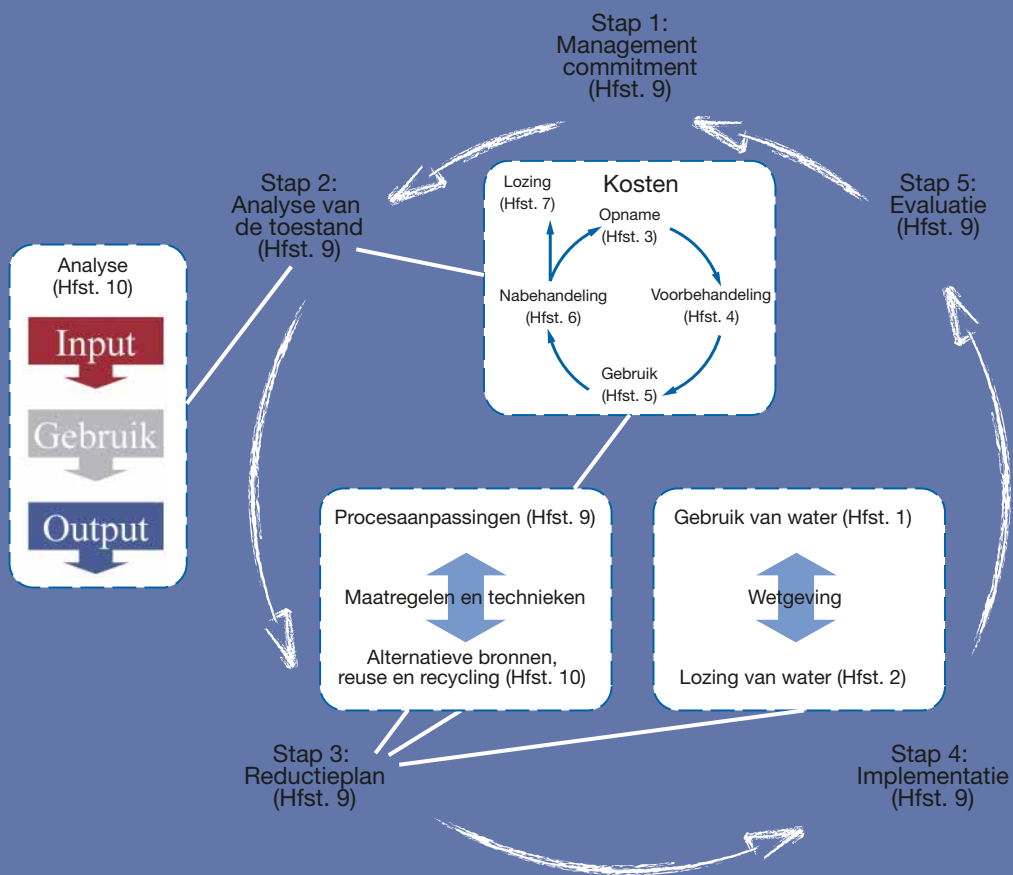 Stap 1:
Management
commitment
(Hfst. 9)
Stap 2:
Analyse van
de toestand
(Hfst. 9)
Analyse
(Hfst. 10)
Input
Gebruik
Output
Kosten
Lozing
(Hfst. 7)
Opname
(Hfst. 3)
Nabehandeling
(Hfst. 6)
Voorbehandeling
(Hfst. 4)
Gebruik
(Hfst. 5)
Stap 5:
Evaluatie
(Hfst. 9)
Procesaanpassingen (Hfst. 9)
Maatregelen en technieken
Alternatieve bronnen,
reuse en recycling (Hfst. 10)
Gebruik van water (Hfst. 1)
Wetgeving
Lozing van water (Hfst. 2)
Stap 3:
Reductieplan
(Hfst. 9)
Stap 4:
Implementatie
(Hfst. 9)